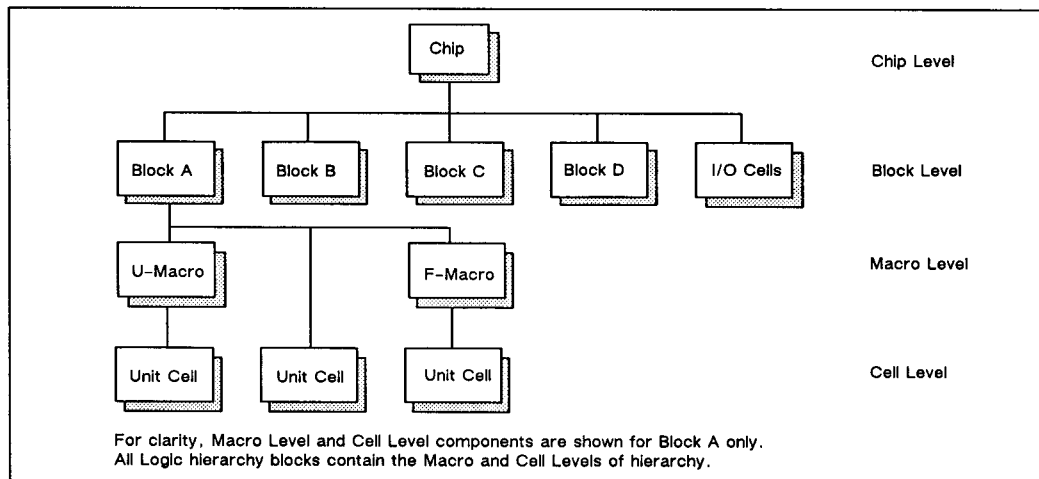 Chip
Chip Level
Block A
Block B
Block C
Block D
I/O Cells
Block Level
U-Macro
F-Macro
Macro Level
Unit Cell
Unit Cell
Unit Cell
Cell Level
For clarity, Macro Level and Cell Level components are shown for Block A only.
All Logic hierarchy blocks contain the Macro and Cell Levels of hierarchy.